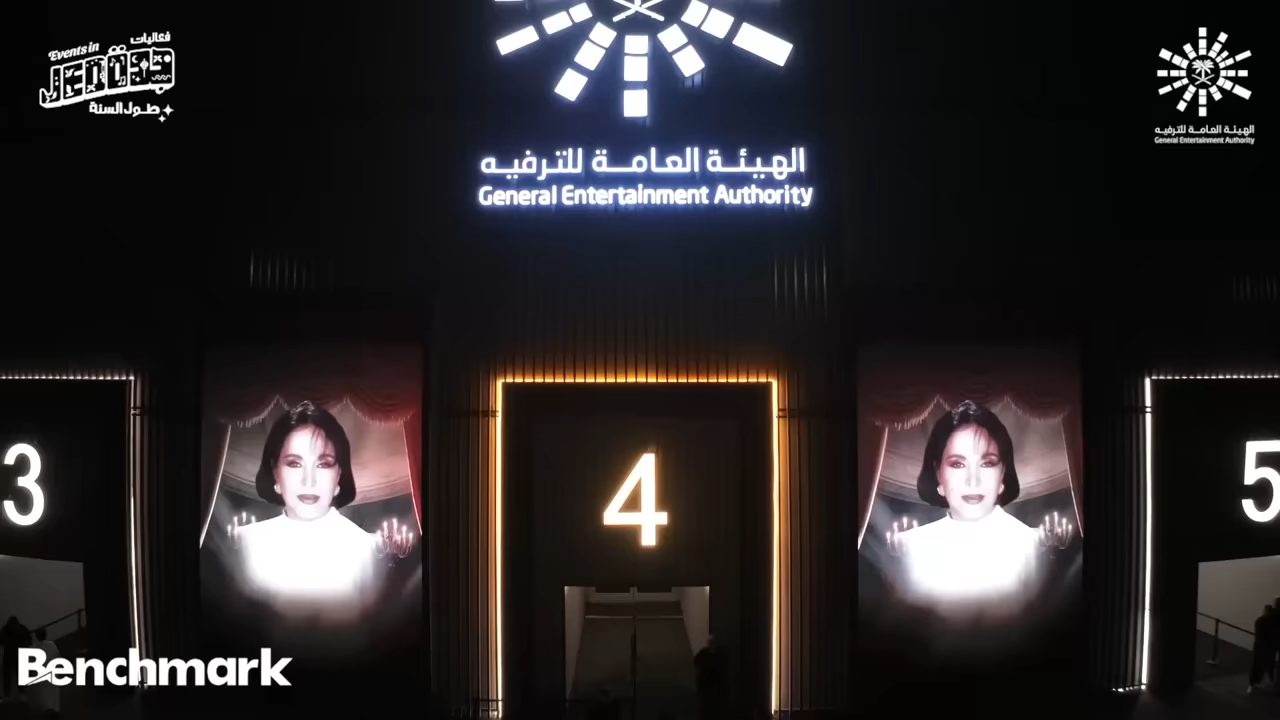 Events in
فعاليات
JEDDAH
جدة
طول السنة
الهيئة العامة للترفيه
General Entertainment Authority
الهيئة العامة للترفيه
General Entertainment Authority
3
4
5
Benchmark